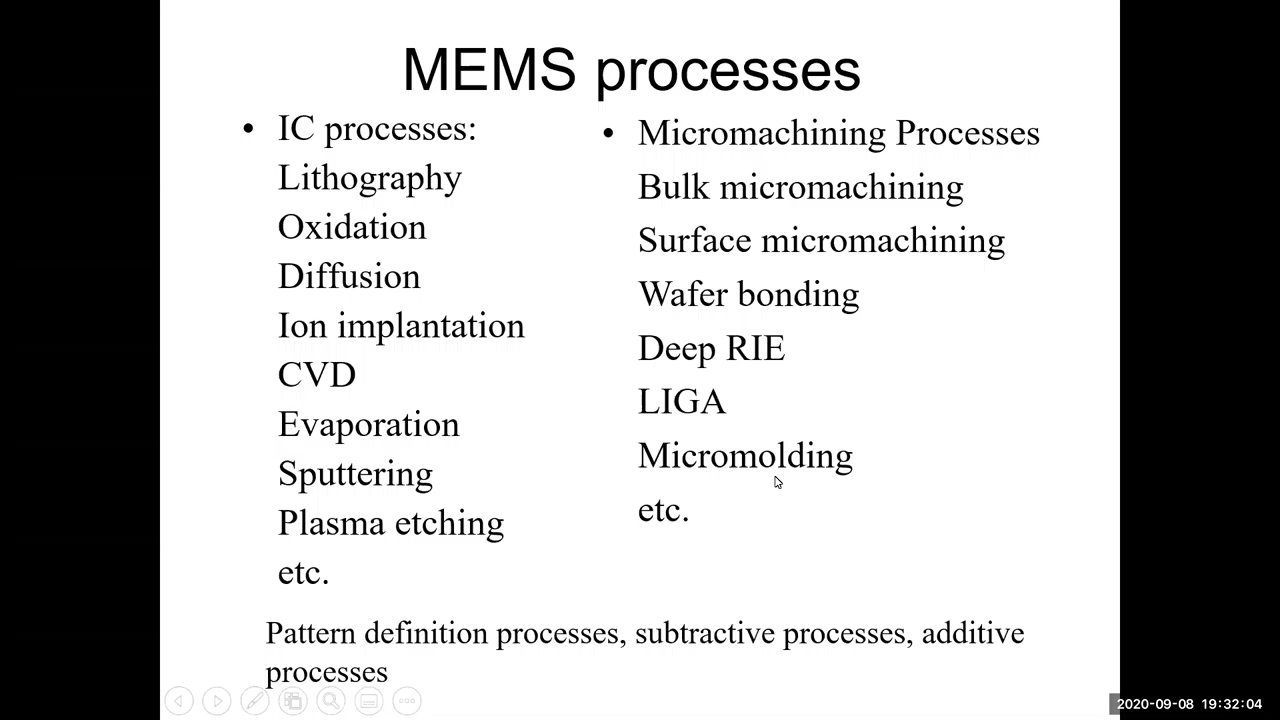 MEMS processes
• IC processes:
Lithography
Oxidation
Diffusion
Ion implantation
CVD
Evaporation
Sputtering
Plasma etching
etc.
• Micromachining Processes
Bulk micromachining
Surface micromachining
Wafer bonding
Deep RIE
LIGA
Micromolding
etc.
Pattern definition processes, subtractive processes, additive
processes
2020-09-08 19:32:04